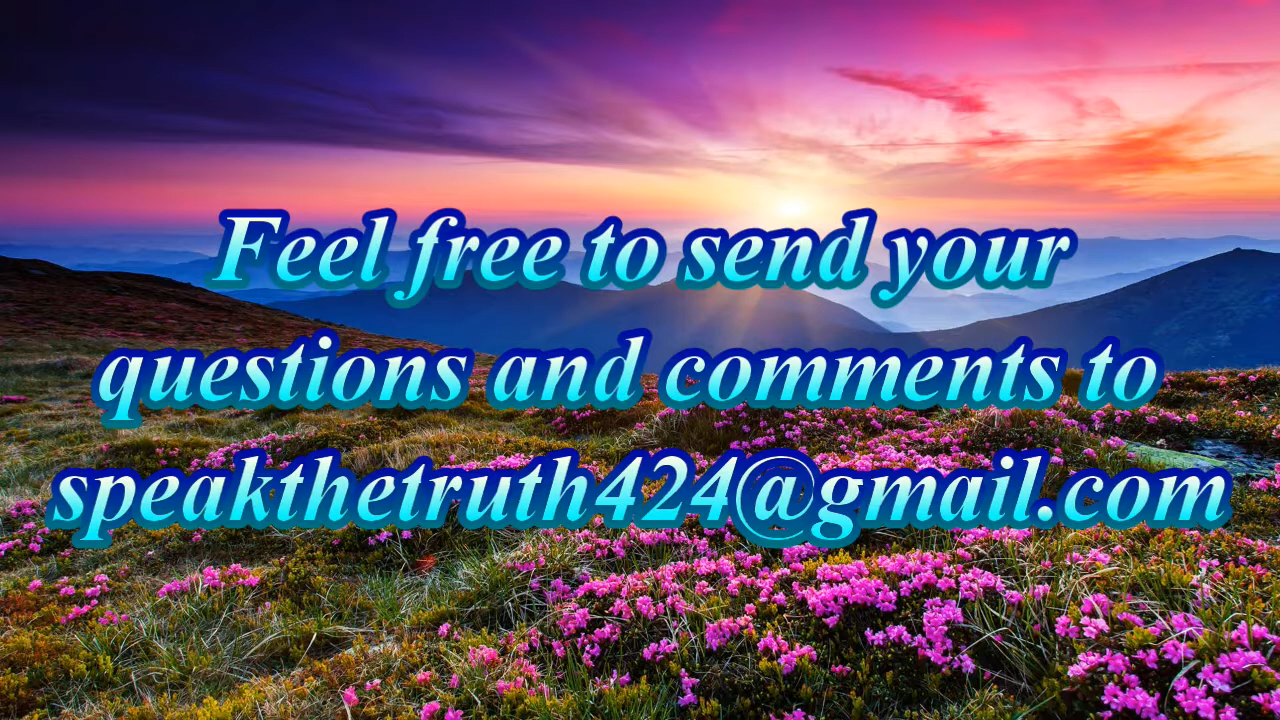 Feel free to send your
questions and comments to
speakthetruth424@gmail.com